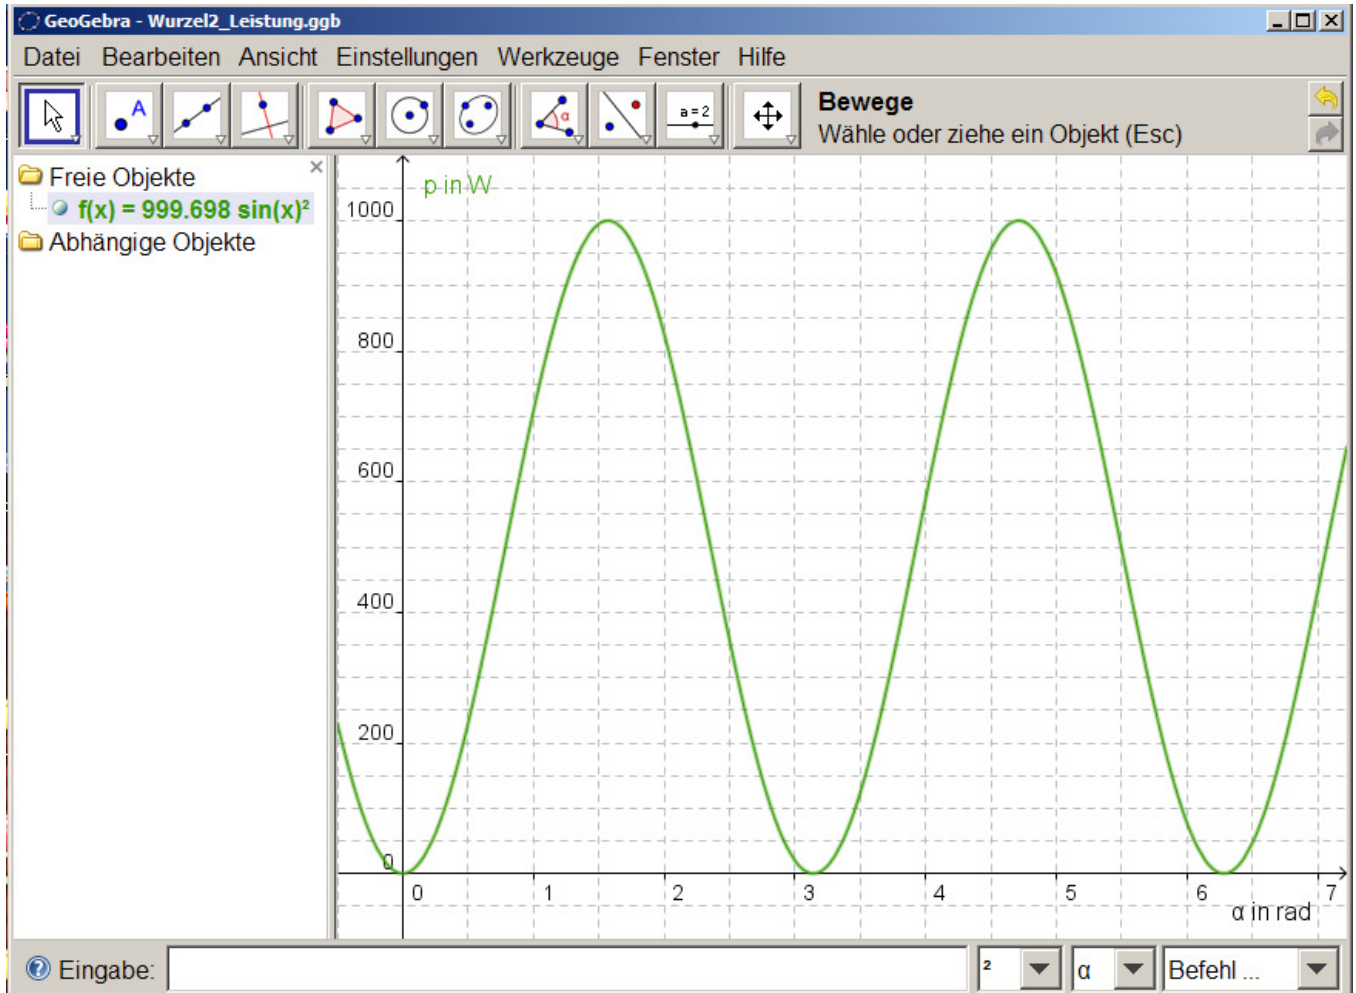 GeoGebra - Wurzel2_Leistung.ggb
Datei Bearbeiten Ansicht Einstellungen Werkzeuge Fenster Hilfe
A
α
a=2
Bewege
Wähle oder ziehe ein Objekt (Esc)
Freie Objekte
f(x) = 999.698 sin(x)²
Abhängige Objekte
p in W
1000
800
600
400
200
0
0 1 2 3 4 5 6 7
α in rad
Eingabe:
²
α
Befehl ...